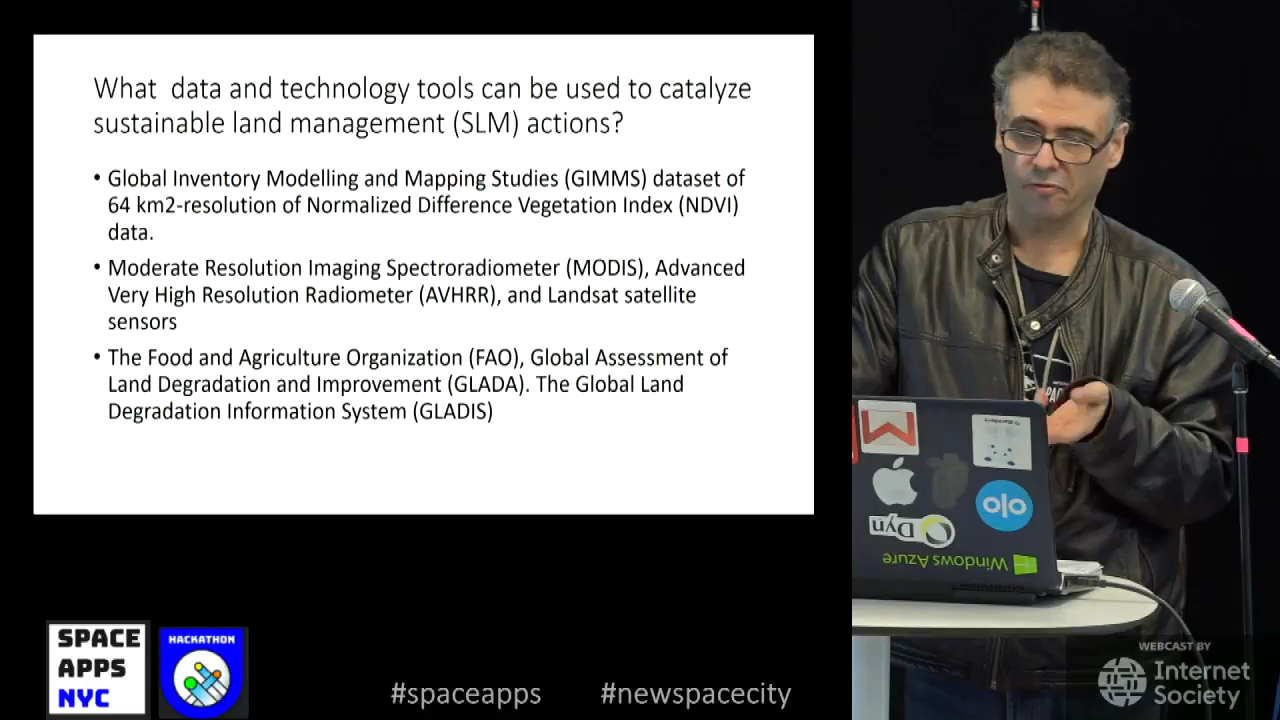 What  data and technology tools can be used to catalyze
sustainable land management (SLM) actions?
• Global Inventory Modelling and Mapping Studies (GIMMS) dataset of
64 km2-resolution of Normalized Difference Vegetation Index (NDVI)
data.
• Moderate Resolution Imaging Spectroradiometer (MODIS), Advanced
Very High Resolution Radiometer (AVHRR), and Landsat satellite
sensors
• The Food and Agriculture Organization (FAO), Global Assessment of
Land Degradation and Improvement (GLADA). The Global Land
Degradation Information System (GLADIS)
olo
Dyn
Windows Azure
SPACE
APPS
NYC
HACKATHON
#spaceapps
#newspacecity
WEBCAST BY
Internet
Society